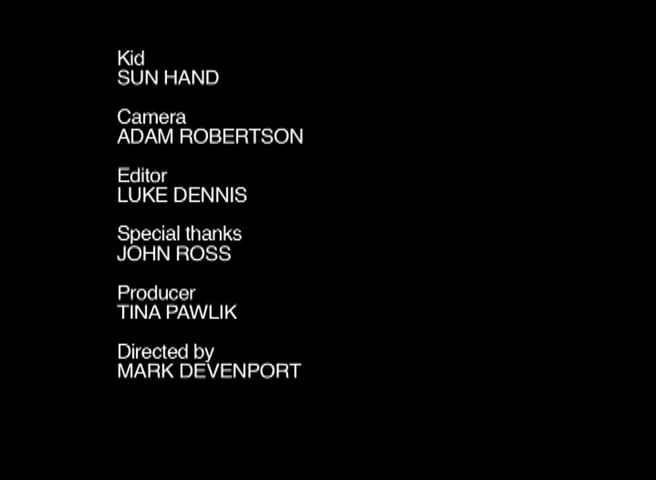 Kid
SUN HAND
Camera
ADAM ROBERTSON
Editor
LUKE DENNIS
Special thanks
JOHN ROSS
Producer
TINA PAWLIK
Directed by
MARK DEVENPORT